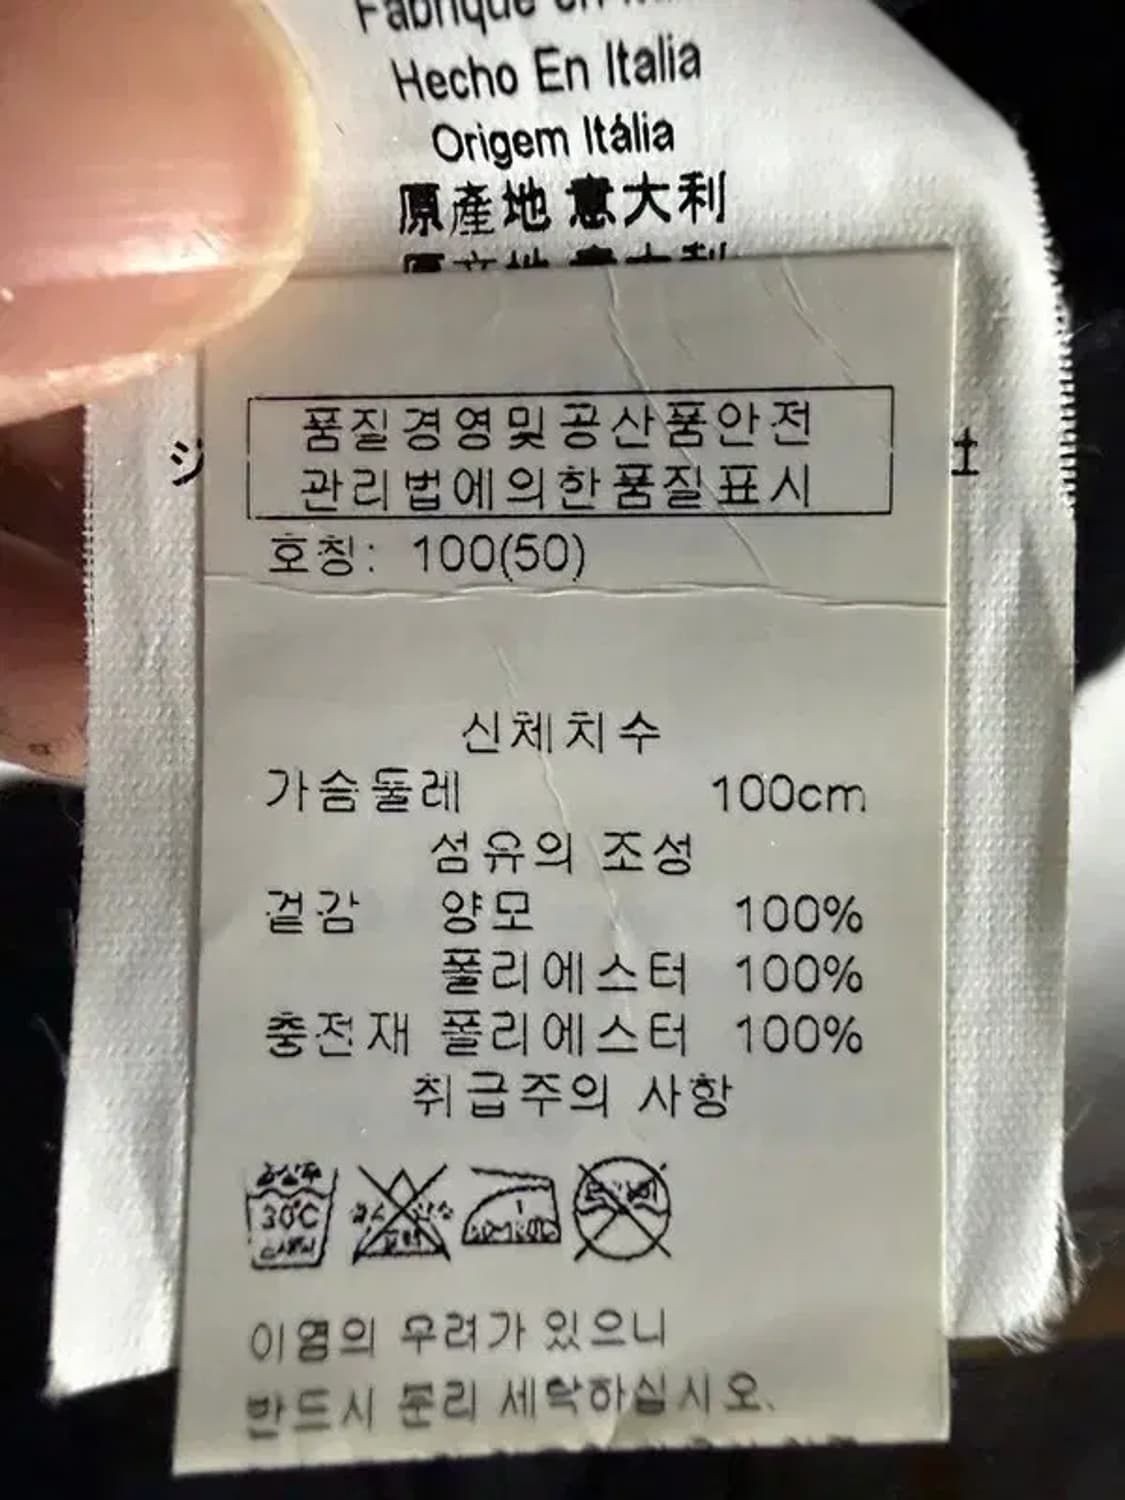 Fabriqué en
Hecho En Italia
Origem Itália
原產地 意大利
품질경영및공산품안전
관리법에의한품질표시
호칭: 100(50)
신체치수
가슴둘레 100cm
섬유의 조성
겉감 양모 100%
폴리에스터 100%
충전재 폴리에스터 100%
취급주의 사항
30°C
이염의 우려가 있으니
반드시 분리 세탁하십시오.